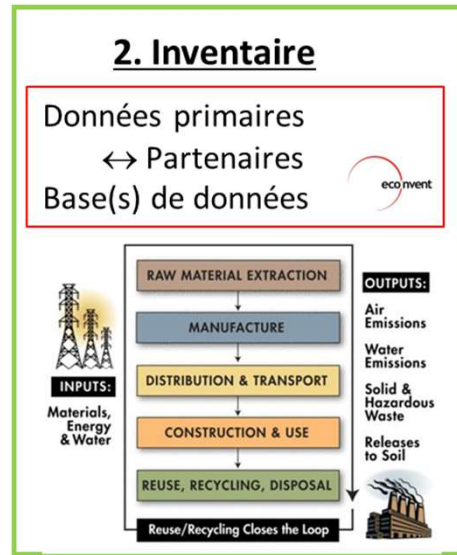 2. Inventaire
Données primaires
↔ Partenaires
Base(s) de données
ecoinvent
RAW MATERIAL EXTRACTION
MANUFACTURE
DISTRIBUTION & TRANSPORT
CONSTRUCTION & USE
REUSE, RECYCLING, DISPOSAL
Reuse/Recycling Closes the Loop
INPUTS:
Materials,
Energy
& Water
OUTPUTS:
Air
Emissions
Water
Emissions
Solid &
Hazardous
Waste
Releases
to Soil